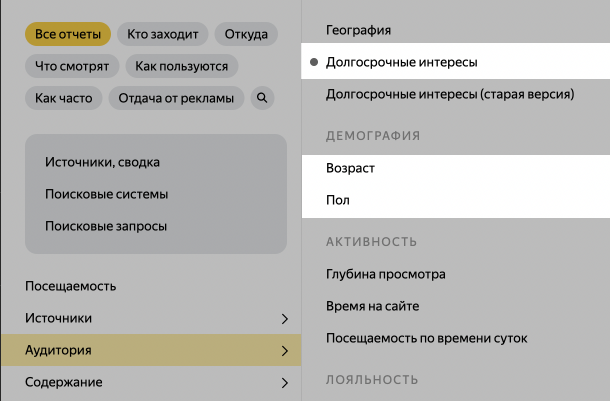 Все отчеты Кто заходит Откуда
Что смотрят Как пользуются
Как часто Отдача от рекламы
Источники, сводка
Поисковые системы
Поисковые запросы
Посещаемость
Источники
Аудитория
Содержание
География
Долгосрочные интересы
Долгосрочные интересы (старая версия)
ДЕМОГРАФИЯ
Возраст
Пол
АКТИВНОСТЬ
Глубина просмотра
Время на сайте
Посещаемость по времени суток
ЛОЯЛЬНОСТЬ